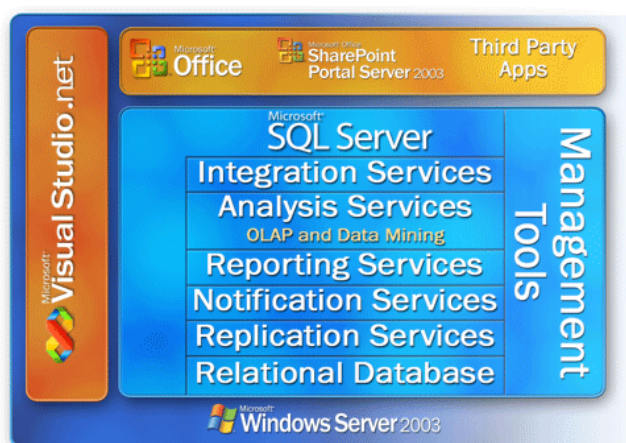 Microsoft
Visual Studio.net
Microsoft
Office
Microsoft Office
SharePoint
Portal Server 2003
Third Party
Apps
Microsoft
SQL Server
Integration Services
Analysis Services
OLAP and Data Mining
Reporting Services
Notification Services
Replication Services
Relational Database
Management
Tools
Microsoft
Windows Server 2003